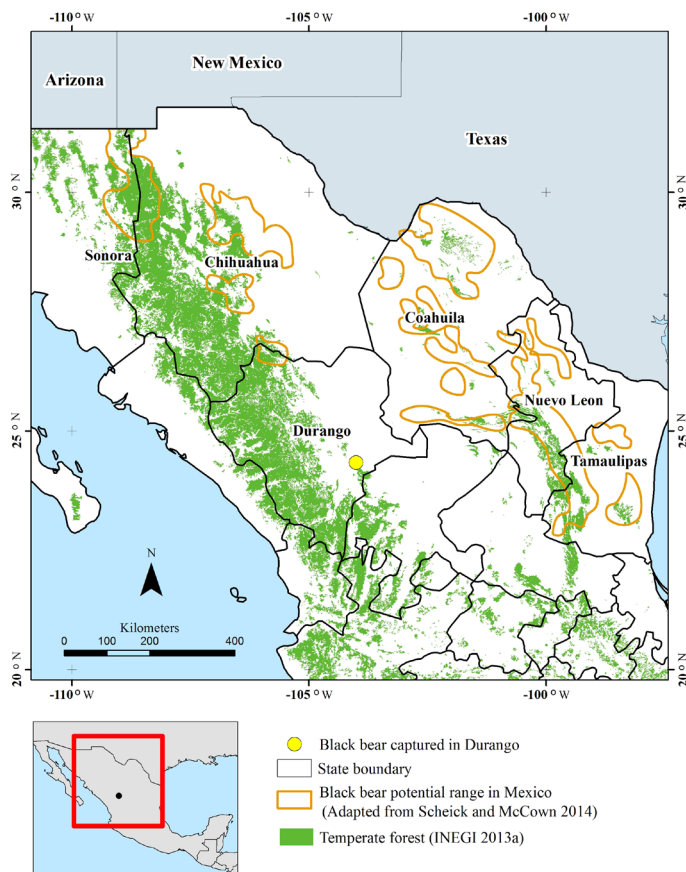 -110 °W
-105 °W
-100 °W
New Mexico
Arizona
Texas
30 ° N
30 ° N
Sonora
Chihuahua
Coahuila
Nuevo Leon
25 ° N
25 ° N
Durango
Tamaulipas
N
Kilometers
0 100 200 400
20 ° N
20 ° N
-110 °W
-105 °W
-100 °W
Black bear captured in Durango
State boundary
Black bear potential range in Mexico
(Adapted from Scheick and McCown 2014)
Temperate forest (INEGI 2013a)